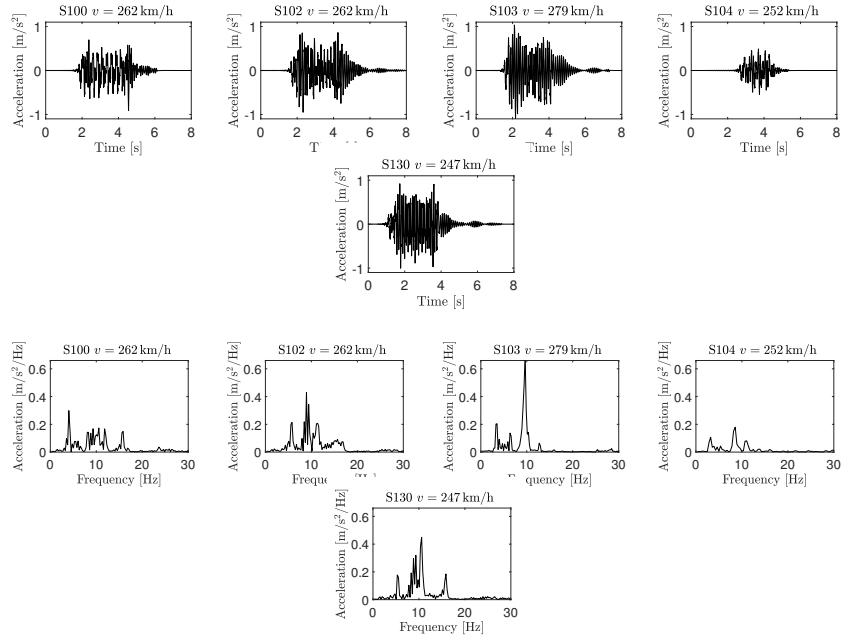 S100 v = 262 km/h
S102 v = 262 km/h
S103 v = 279 km/h
S104 v = 252 km/h
Acceleration [m/s²]
1
0
-1
0 2 4 6 8
Time [s]
Acceleration [m/s²]
1
0
-1
0 2 4 6 8
T
Acceleration [m/s²]
1
0
-1
0 2 4 6 8
Time [s]
Acceleration [m/s²]
1
0
-1
0 2 4 6 8
Time [s]
S130 v = 247 km/h
Acceleration [m/s²]
1
0
-1
0 2 4 6 8
Time [s]
S100 v = 262 km/h
S102 v = 262 km/h
S103 v = 279 km/h
S104 v = 252 km/h
Acceleration [m/s²/Hz]
0.6
0.4
0.2
0
0 10 20 30
Frequency [Hz]
Acceleration [m/s²/Hz]
0.6
0.4
0.2
0
0 10 20 30
Freque
Acceleration [m/s²/Hz]
0.6
0.4
0.2
0
0 10 20 30
quency [Hz]
Acceleration [m/s²/Hz]
0.6
0.4
0.2
0
0 10 20 30
Frequency [Hz]
S130 v = 247 km/h
Acceleration [m/s²/Hz]
0.6
0.4
0.2
0
0 10 20 30
Frequency [Hz]